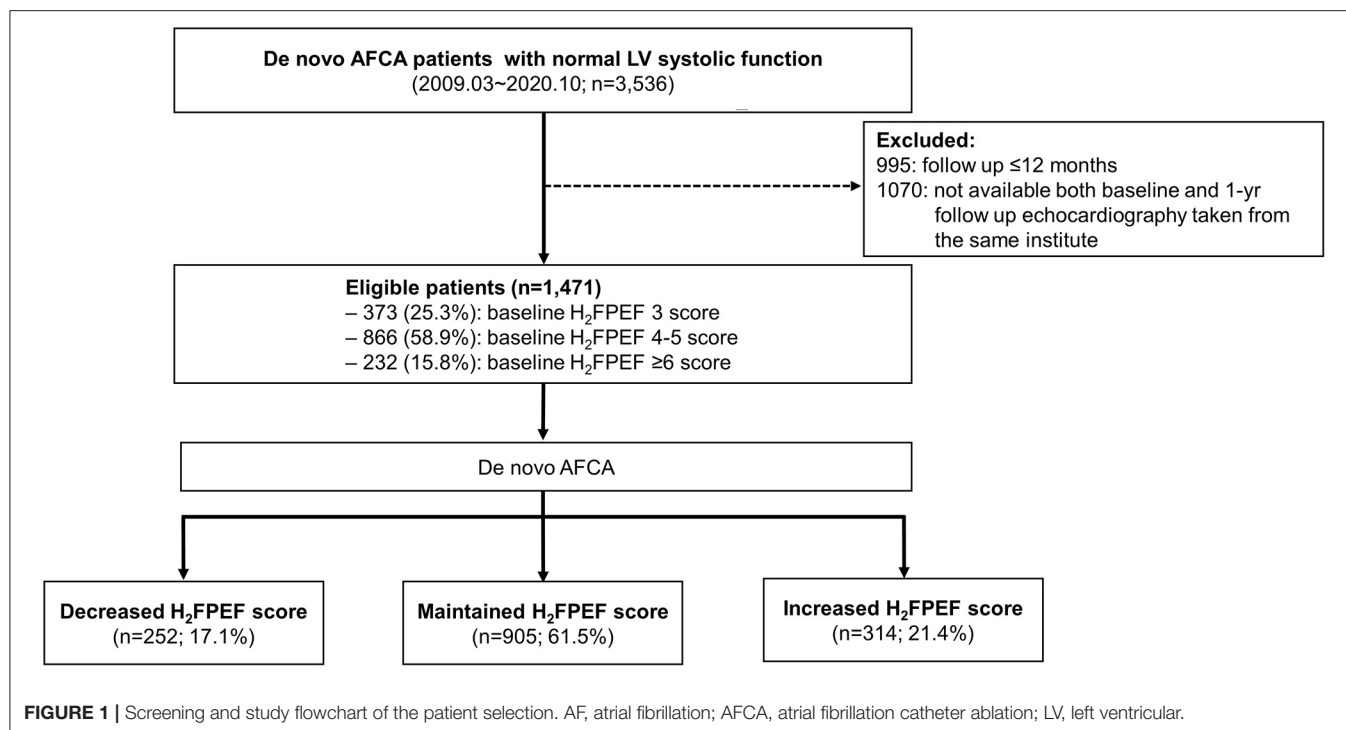 De novo AFCA patients with normal LV systolic function
(2009.03~2020.10; n=3,536)
Excluded:
995: follow up ≤12 months
1070: not available both baseline and 1-yr
follow up echocardiography taken from
the same institute
Eligible patients (n=1,471)
– 373 (25.3%): baseline H₂FPEF 3 score
– 866 (58.9%): baseline H₂FPEF 4-5 score
– 232 (15.8%): baseline H₂FPEF ≥6 score
De novo AFCA
Decreased H₂FPEF score
(n=252; 17.1%)
Maintained H₂FPEF score
(n=905; 61.5%)
Increased H₂FPEF score
(n=314; 21.4%)
FIGURE 1 | Screening and study flowchart of the patient selection. AF, atrial fibrillation; AFCA, atrial fibrillation catheter ablation; LV, left ventricular.